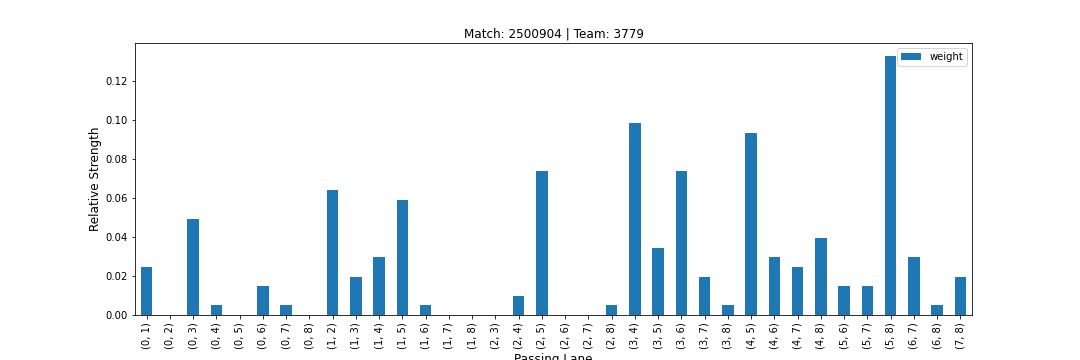 Match: 2500904 | Team: 3779
weight
0.12
0.10
0.08
0.06
0.04
0.02
0.00
Relative Strength
(0, 1) (0, 2) (0, 3) (0, 4) (0, 5) (0, 6) (0, 7) (0, 8) (1, 2) (1, 3) (1, 4) (1, 5) (1, 6) (1, 7) (1, 8) (2, 3) (2, 4) (2, 5) (2, 6) (2, 7) (2, 8) (3, 4) (3, 5) (3, 6) (3, 7) (3, 8) (4, 5) (4, 6) (4, 7) (4, 8) (5, 6) (5, 7) (5, 8) (6, 7) (6, 8) (7, 8)
Passing Lane